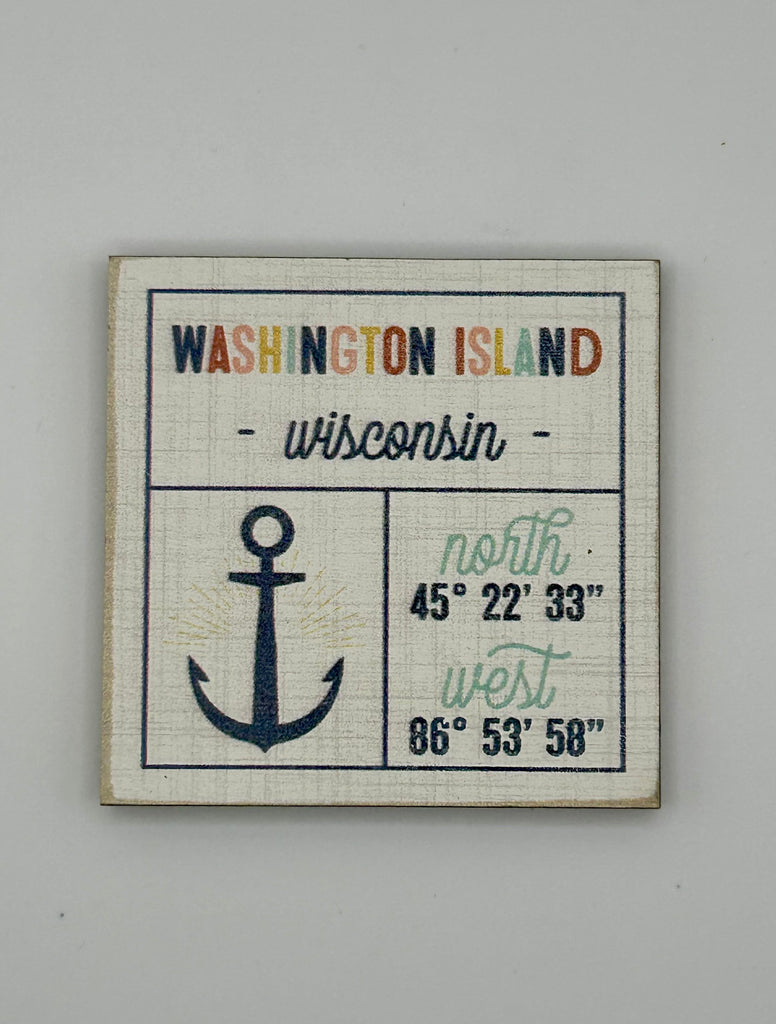 WASHINGTON ISLAND
- wisconsin -
north
45° 22' 33”
west
86° 53' 58”